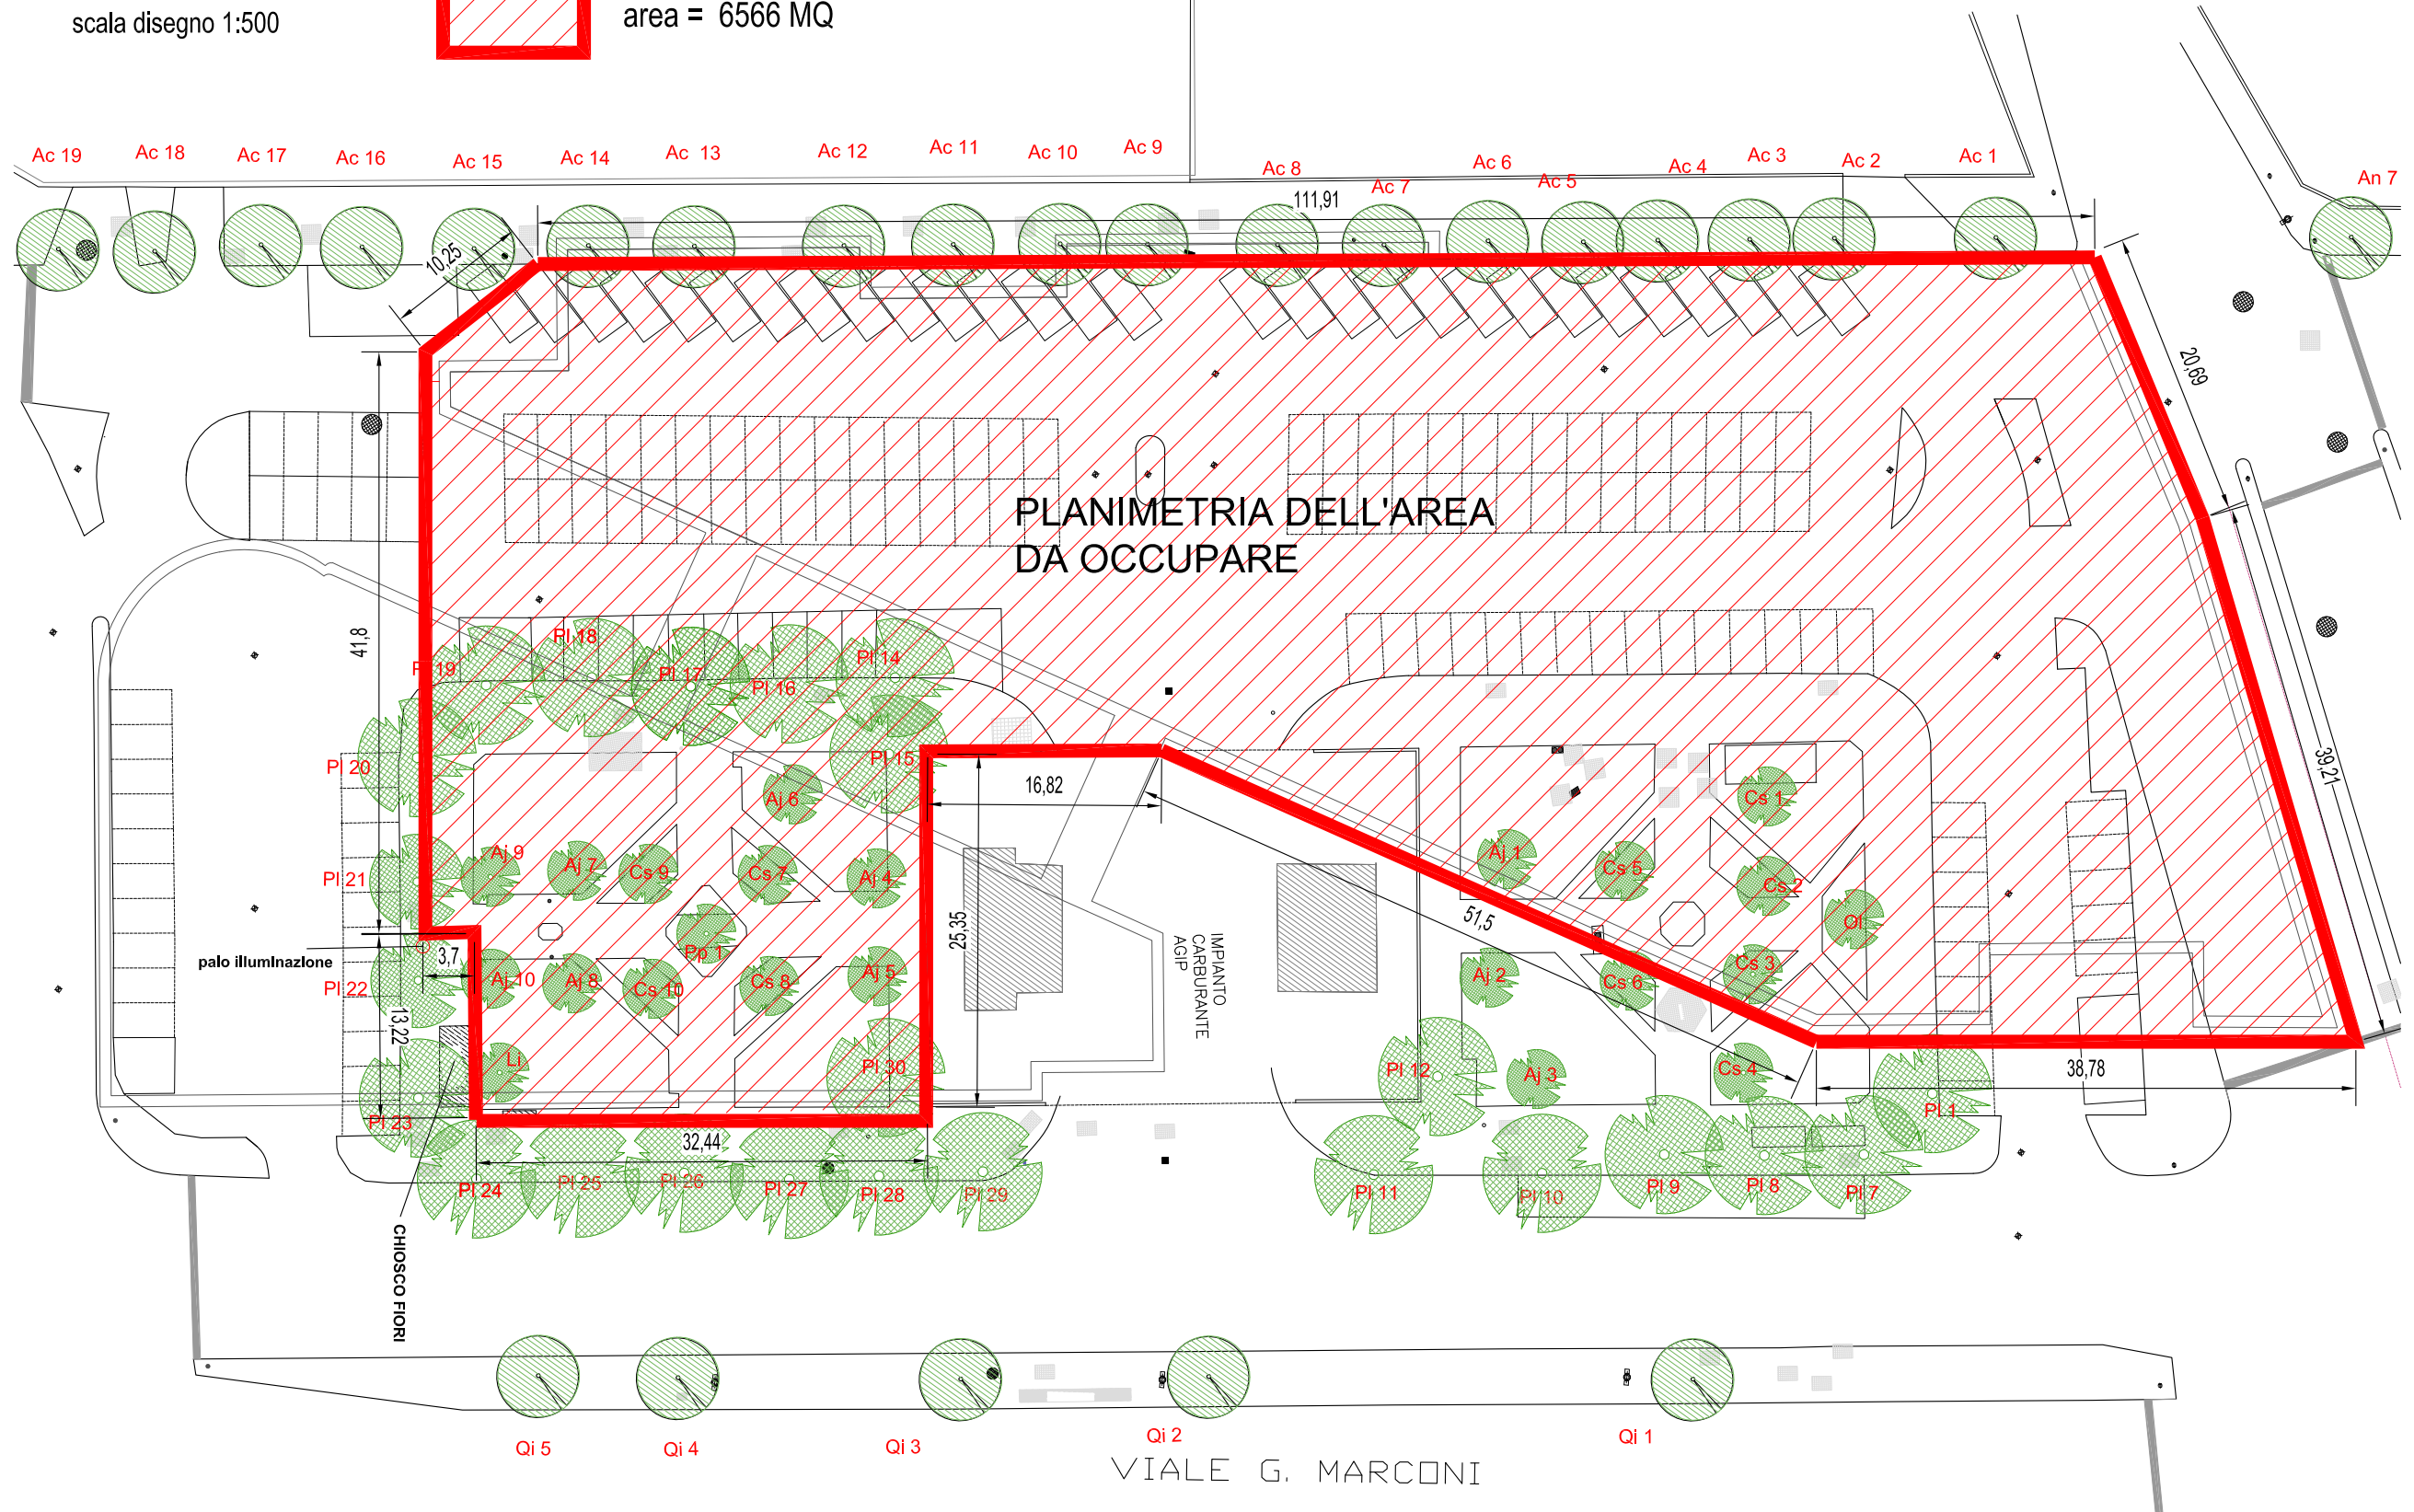 scala disegno 1:500
area = 6566 MQ
Ac 19
Ac 18
Ac 17
Ac 16
Ac 15
Ac 14
Ac 13
Ac 12
Ac 11
Ac 10
Ac 9
Ac 8
Ac 7
Ac 6
Ac 5
Ac 4
Ac 3
Ac 2
Ac 1
An 7
111,91
10,25
20,69
PLANIMETRIA DELL'AREA
DA OCCUPARE
41,8
Pl 19
Pl 18
Pl 17
Pl 16
Pl 14
Pl 15
Pl 20
39,21
16,82
Aj 6
Cs 1
Pl 21
Aj 9
Aj 7
Cs 9
Cs 7
Aj 4
Aj 1
Cs 5
Cs 2
Ol
51,5
25,35
palo illuminazione
3,7
Pp 1
IMPIANTO
CARBURANTE
AGIP
Pl 22
Aj 10
Aj 8
Cs 10
Cs 8
Aj 5
Aj 2
Cs 6
Cs 3
13,22
Li
Pl 30
Pl 12
Aj 3
Cs 4
38,78
Pl 1
Pl 23
32,44
Pl 24
Pl 25
Pl 26
Pl 27
Pl 28
Pl 29
Pl 11
Pl 10
Pl 9
Pl 8
Pl 7
CHIOSCO FIORI
Qi 5
Qi 4
Qi 3
Qi 2
Qi 1
VIALE G. MARCONI